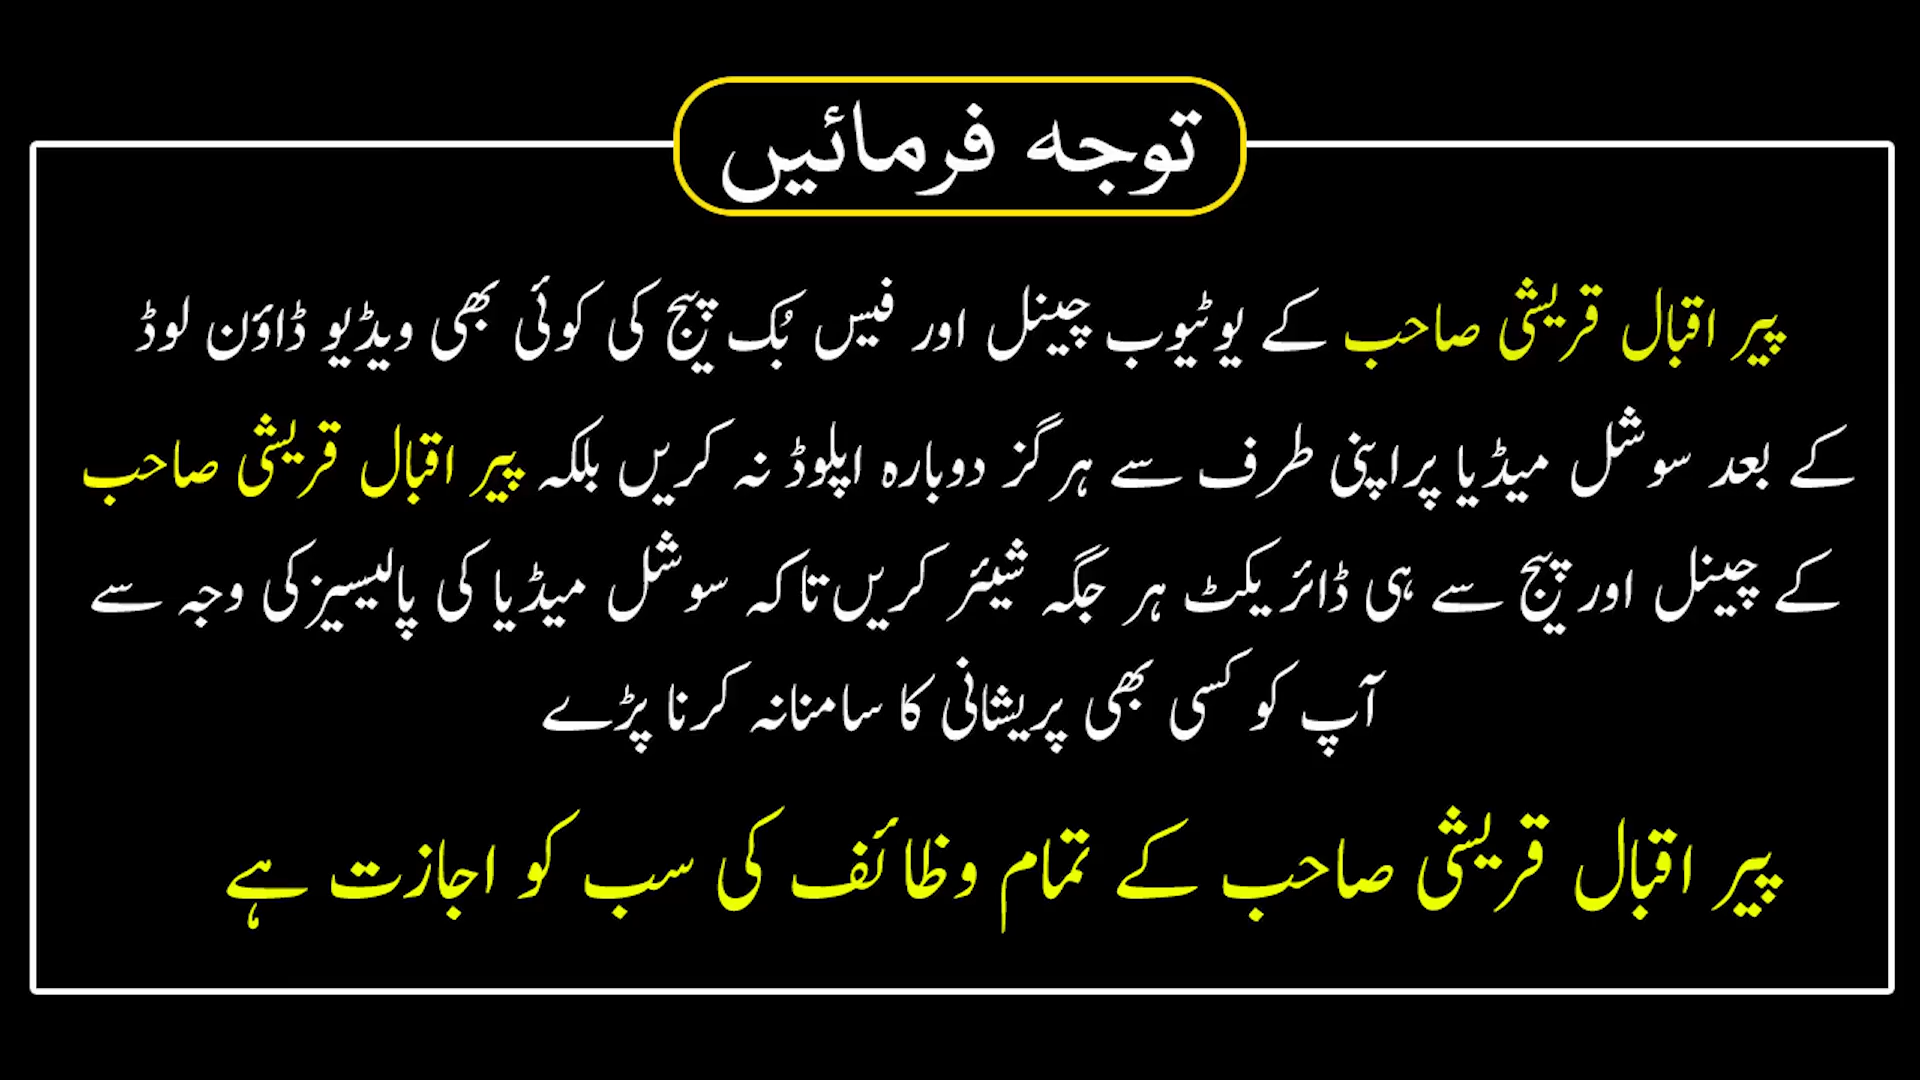 توجہ فرمائیں
پیر اقبال قریشی صاحب کے یوٹیوب چینل اور فیس بُک پیج کی کوئی بھی ویڈیو ڈاؤن لوڈ
کے بعد سوشل میڈیا پر اپنی طرف سے ہرگز دوبارہ اپلوڈ نہ کریں بلکہ پیر اقبال قریشی صاحب
کے چینل اور پیج سے ہی ڈائریکٹ ہر جگہ شیئر کریں تاکہ سوشل میڈیا کی پالیسیز کی وجہ سے
آپ کو کسی بھی پریشانی کا سامنا نہ کرنا پڑے
پیر اقبال قریشی صاحب کے تمام وظائف کی سب کو اجازت ہے